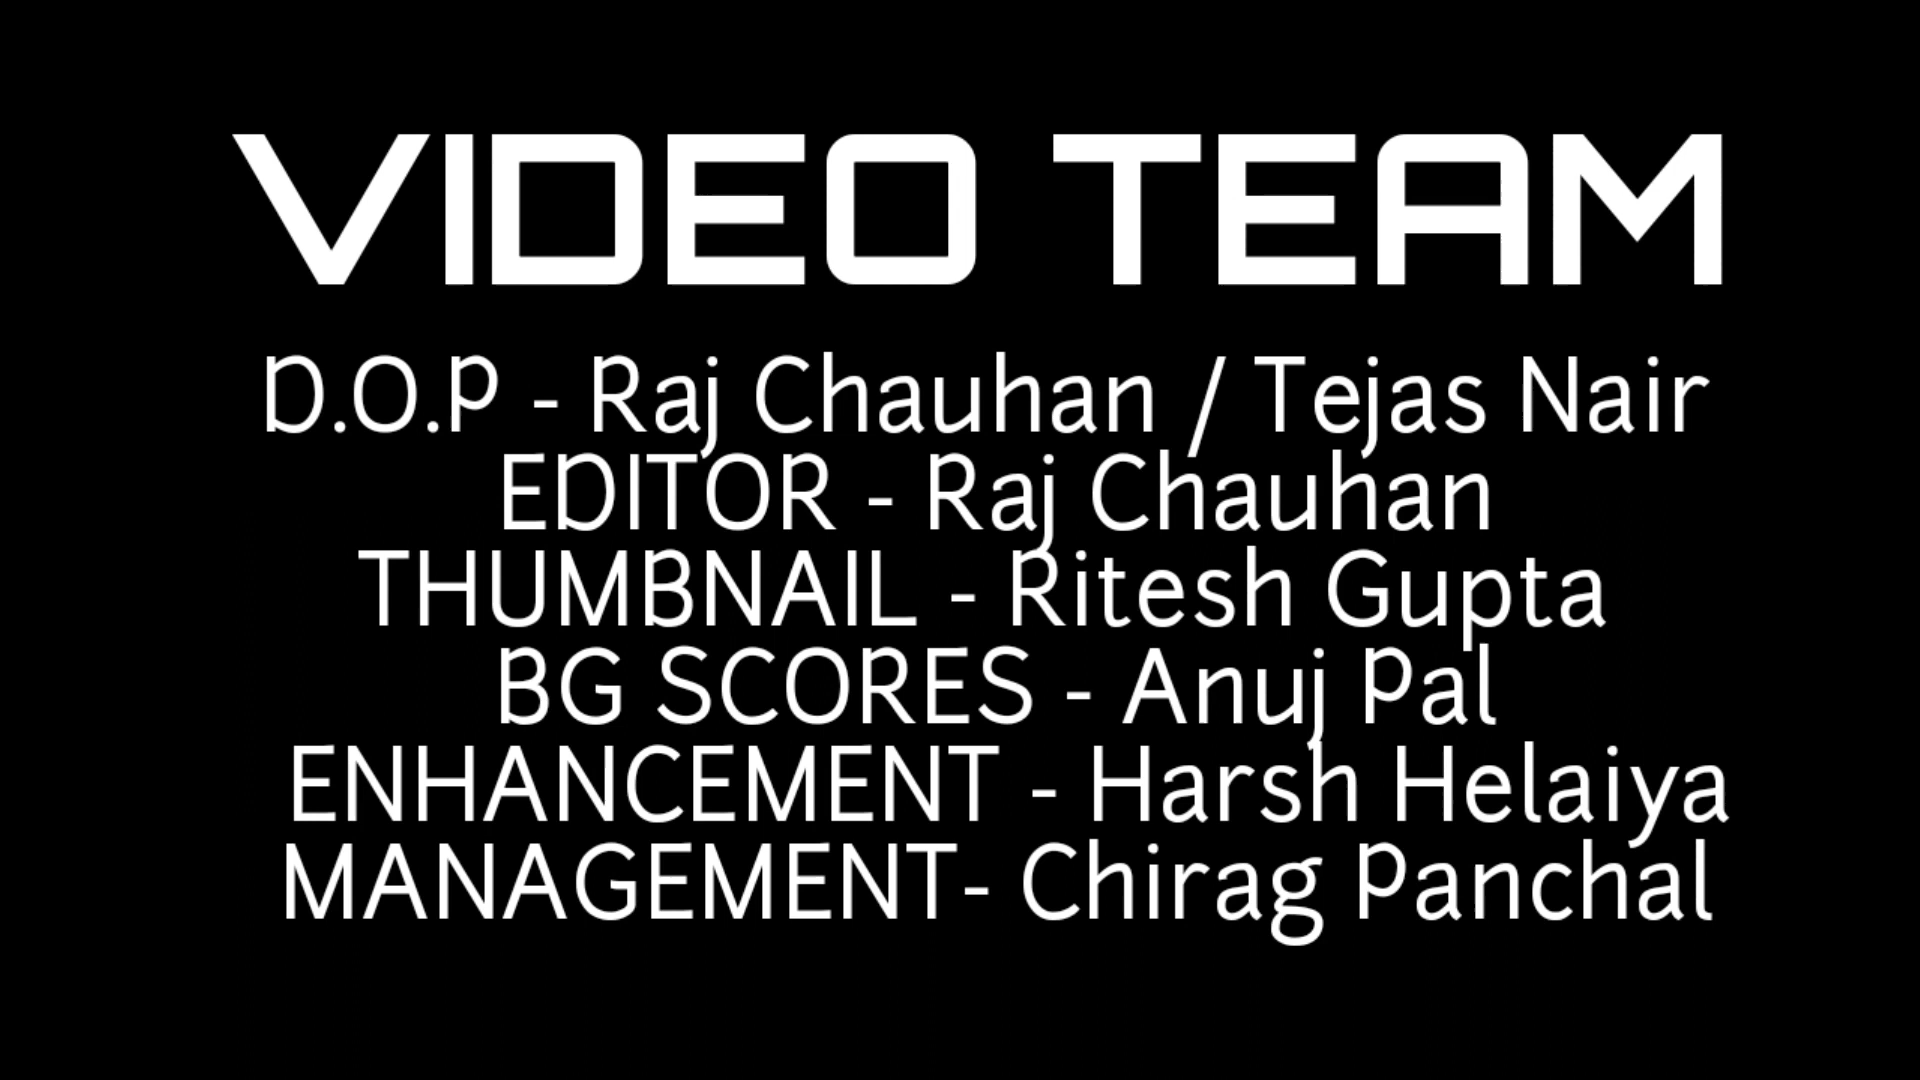 VIDEO TEAM
D.O.P - Raj Chauhan / Tejas Nair
EDITOR - Raj Chauhan
THUMBNAIL - Ritesh Gupta
BG SCORES - Anuj Pal
ENHANCEMENT - Harsh Helaiya
MANAGEMENT- Chirag Panchal